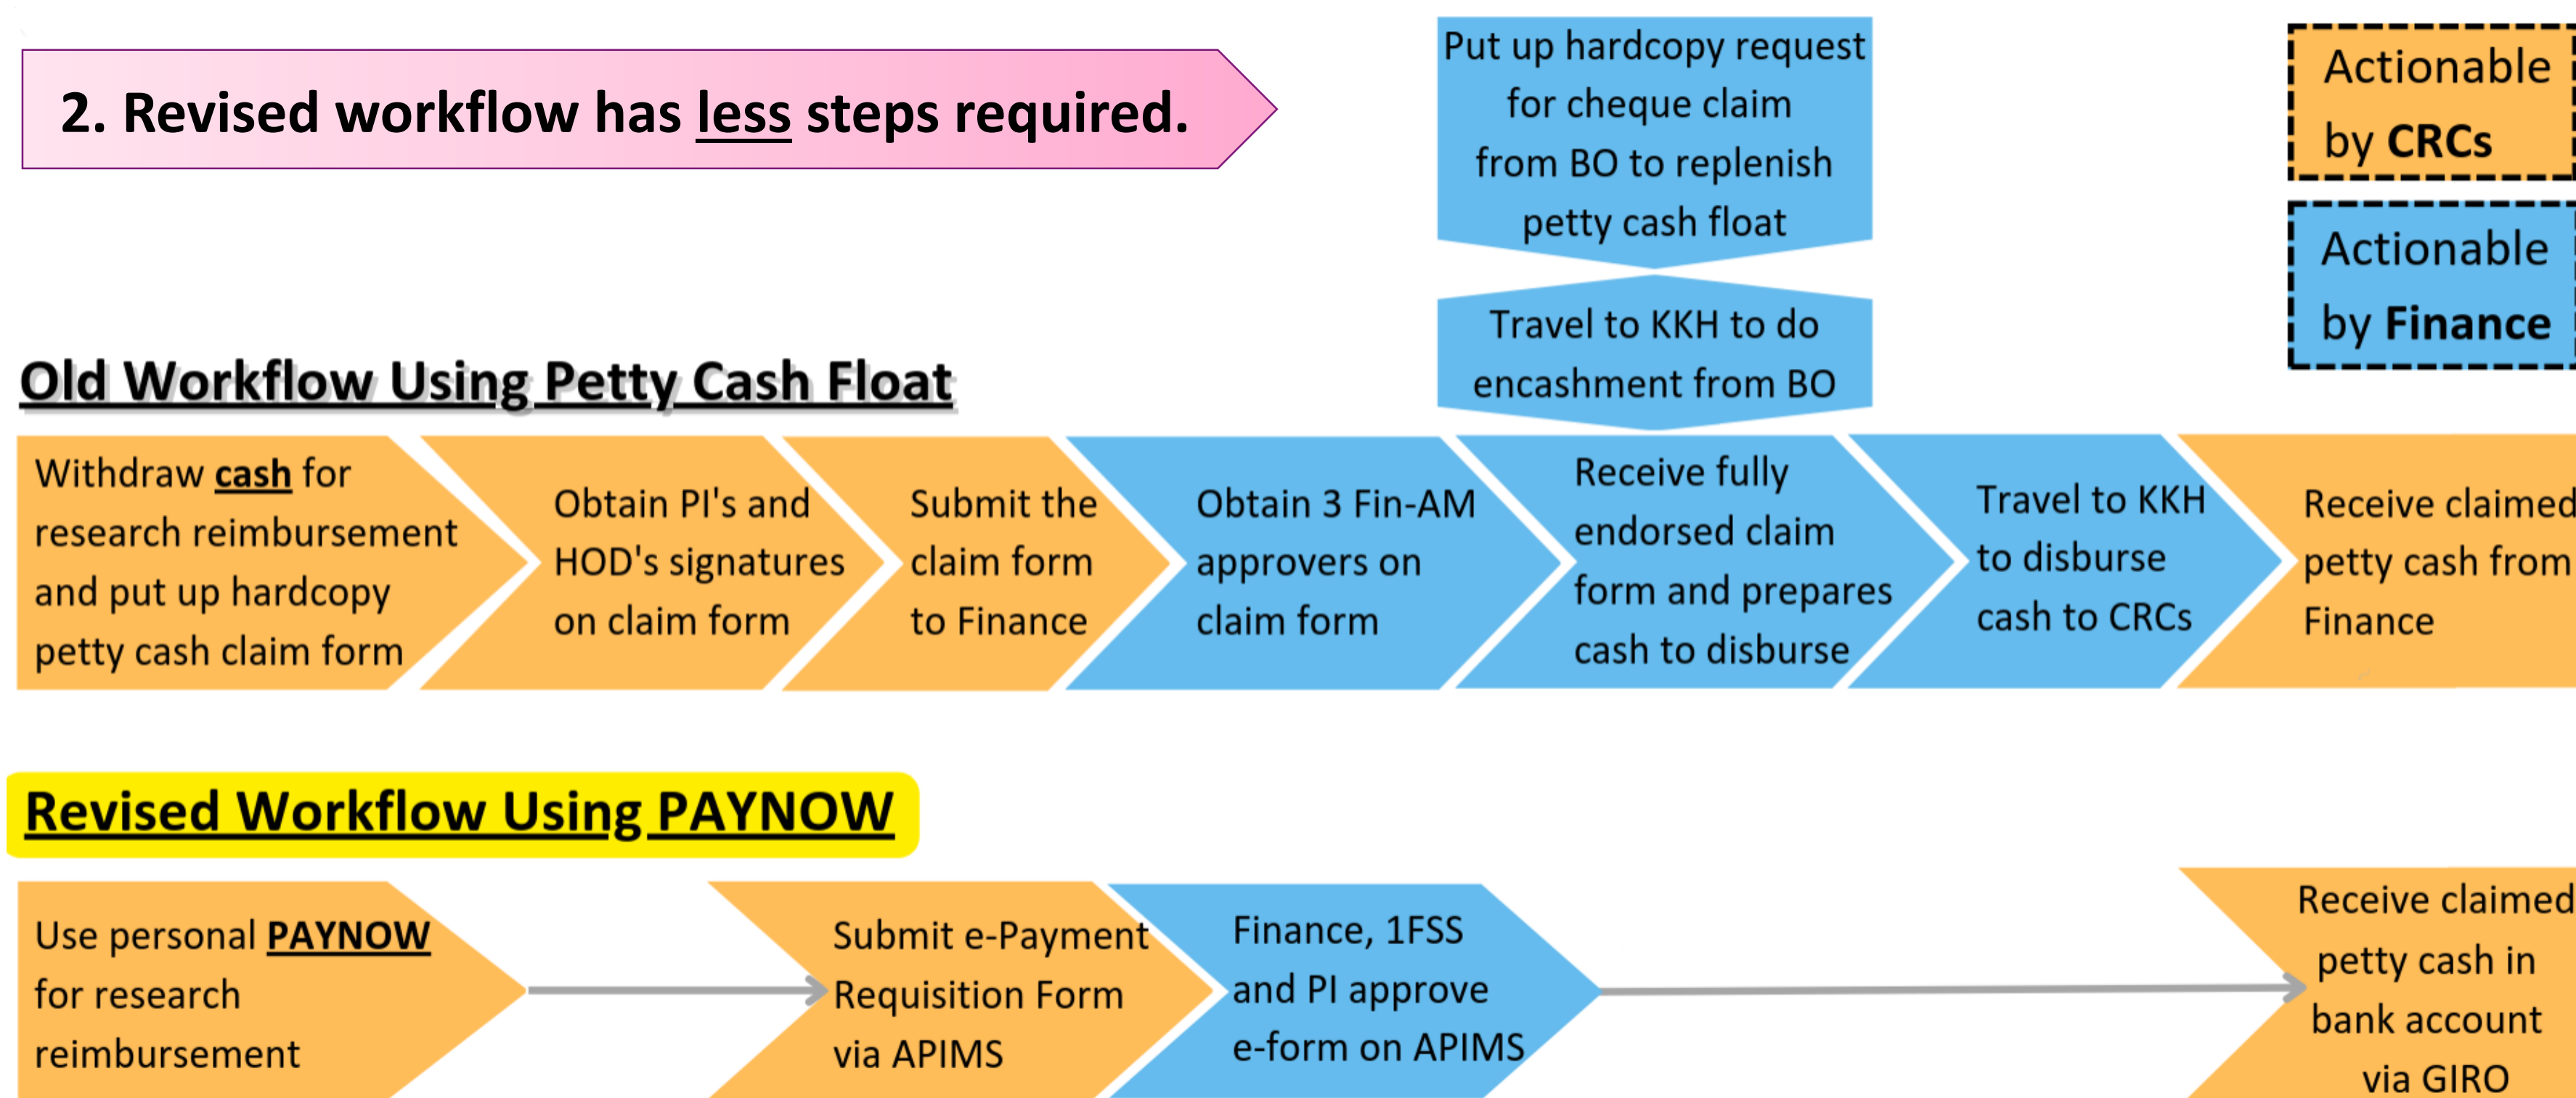 2. Revised workflow has less steps required.
Put up hardcopy request
for cheque claim
from BO to replenish
petty cash float
Travel to KKH to do
encashment from BO
Actionable
by CRCs
Actionable
by Finance
Old Workflow Using Petty Cash Float
Withdraw cash for
research reimbursement
and put up hardcopy
petty cash claim form
Obtain PI's and
HOD's signatures
on claim form
Submit the
claim form
to Finance
Obtain 3 Fin-AM
approvers on
claim form
Receive fully
endorsed claim
form and prepares
cash to disburse
Travel to KKH
to disburse
cash to CRCs
Receive claimed
petty cash from
Finance
Revised Workflow Using PAYNOW
Use personal PAYNOW
for research
reimbursement
Submit e-Payment
Requisition Form
via APIMS
Finance, 1FSS
and PI approve
e-form on APIMS
Receive claimed
petty cash in
bank account
via GIRO